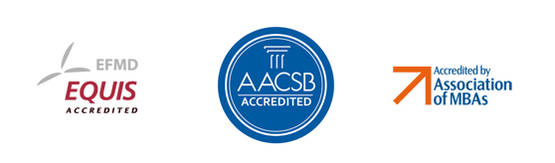 EFMD
EQUIS
ACCREDITED
AACSB
ACCREDITED
Accredited by
Association
of MBAs